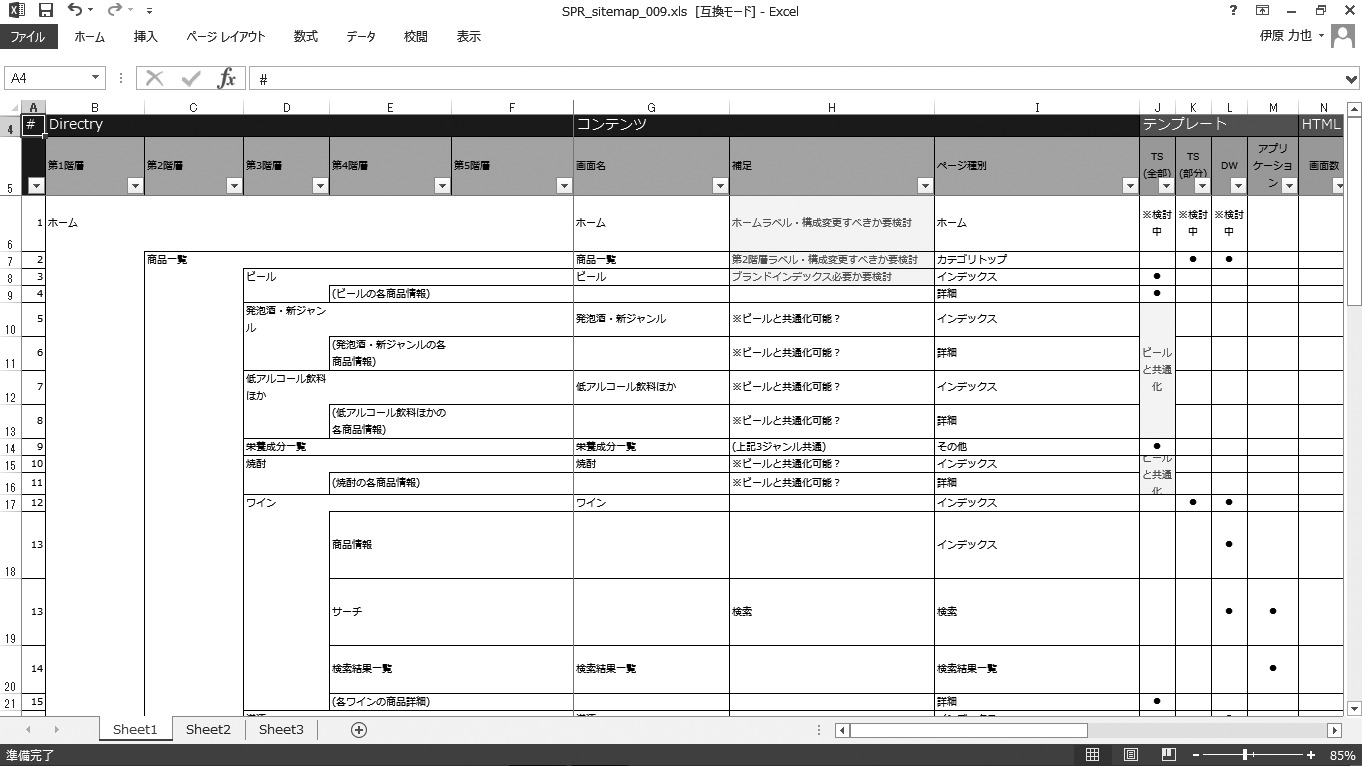 SPR_sitemap_009.xls [互換モード] - Excel
?
ファイル ホーム 挿入 ページ レイアウト 数式 データ 校閲 表示 伊原 力也
A4 fx #
A B C D E F G H I J K L M N
4 # Directry コンテンツ テンプレート HTML
5 第1階層 第2階層 第3階層 第4階層 第5階層 画面名 補足 ページ種別 TS(全部) TS(部分) DW アプリケーション 画面数
6 1 ホーム ホーム ホームラベル・構成変更すべきか要検討 ホーム ※検討中 ※検討中 ※検討中
7 2 商品一覧 商品一覧 第2階層ラベル・構成変更すべきか要検討 カテゴリトップ ● ●
8 3 ビール ビール ブランドインデックス必要か要検討 インデックス ●
9 4 (ビールの各商品情報) 詳細 ●
10 5 発泡酒・新ジャンル 発泡酒・新ジャンル ※ビールと共通化可能？ インデックス
11 6 (発泡酒・新ジャンルの各商品情報) ※ビールと共通化可能？ 詳細 ビールと共通化
12 7 低アルコール飲料ほか 低アルコール飲料ほか ※ビールと共通化可能？ インデックス
13 8 (低アルコール飲料ほかの各商品情報) ※ビールと共通化可能？ 詳細
14 9 栄養成分一覧 栄養成分一覧 (上記3ジャンル共通) その他 ●
15 10 焼酎 焼酎 ※ビールと共通化可能？ インデックス ビールと共通化
16 11 (焼酎の各商品情報) ※ビールと共通化可能？ 詳細
17 12 ワイン ワイン インデックス ● ●
18 13 商品情報 インデックス ●
19 13 サーチ 検索 検索 ● ●
20 14 検索結果一覧 検索結果一覧 検索結果一覧 ●
21 15 (各ワインの商品詳細) 詳細 ●
Sheet1 Sheet2 Sheet3
準備完了 85%